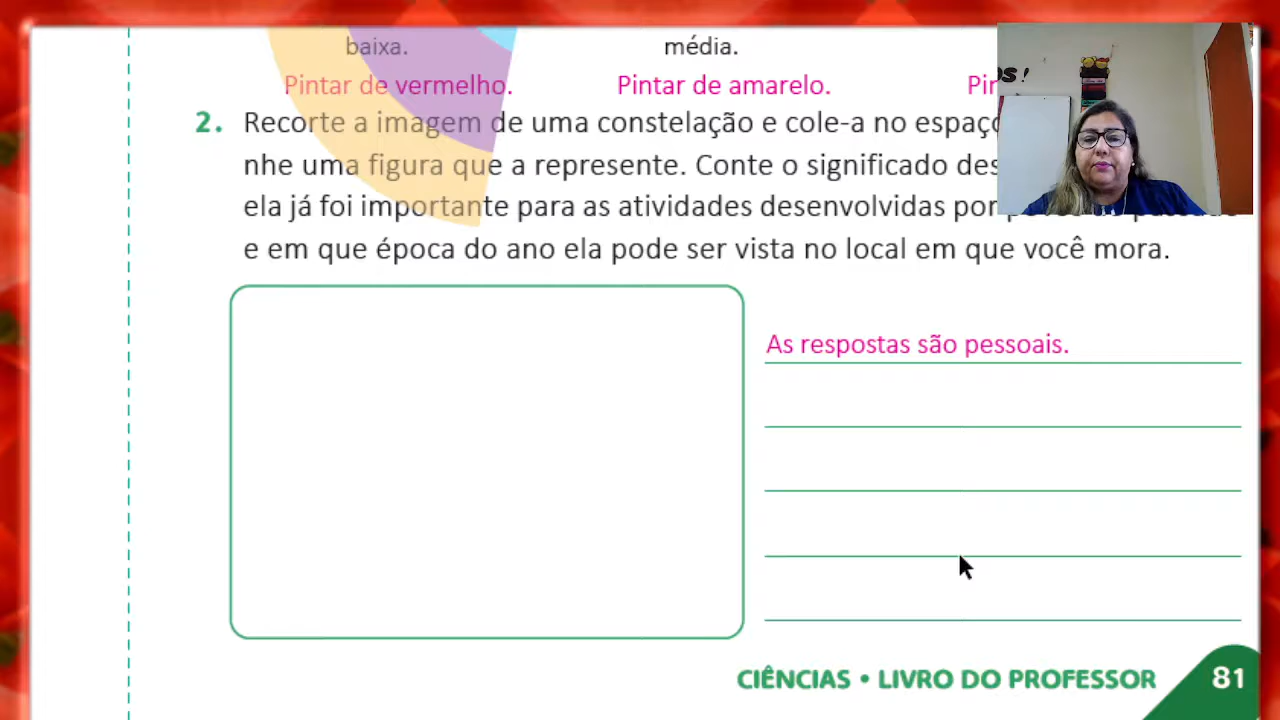 baixa.
média.
Pintar de vermelho.
Pintar de amarelo.
2. Recorte a imagem de uma constelação e cole-a no espaço
nhe uma figura que a represente. Conte o significado
ela já foi importante para as atividades desenvolvidas por
e em que época do ano ela pode ser vista no local em que você mora.
As respostas são pessoais.
CIÊNCIAS • LIVRO DO PROFESSOR
81